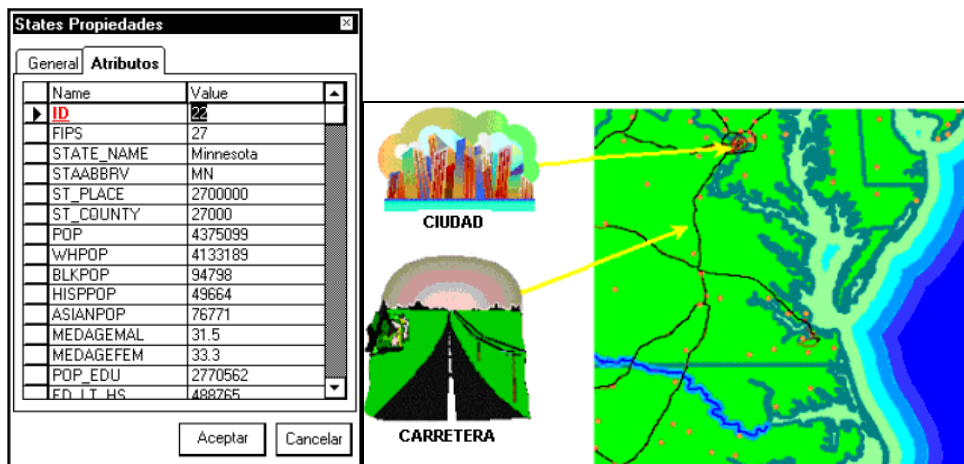 States Propiedades
General Atributos
Name Value
ID 22
FIPS 27
STATE_NAME Minnesota
STAABBRV MN
ST_PLACE 2700000
ST_COUNTY 27000
POP 4375099
WHPOP 4133189
BLKPOP 94798
HISPPOP 49664
ASIANPOP 76771
MEDAGEMAL 31.5
MEDAGEFEM 33.3
POP_EDU 2770562
ED_LT_HS 488765
Aceptar Cancelar
CIUDAD
CARRETERA